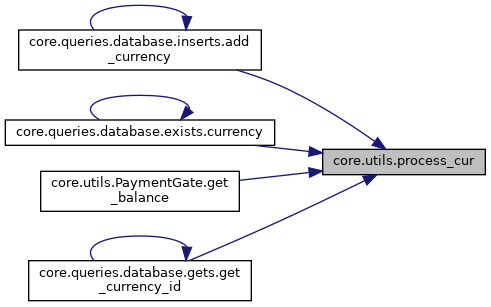 core.queries.database.inserts.add
_currency
core.queries.database.exists.currency
core.utils.process_cur
core.utils.PaymentGate.get
_balance
core.queries.database.gets.get
_currency_id